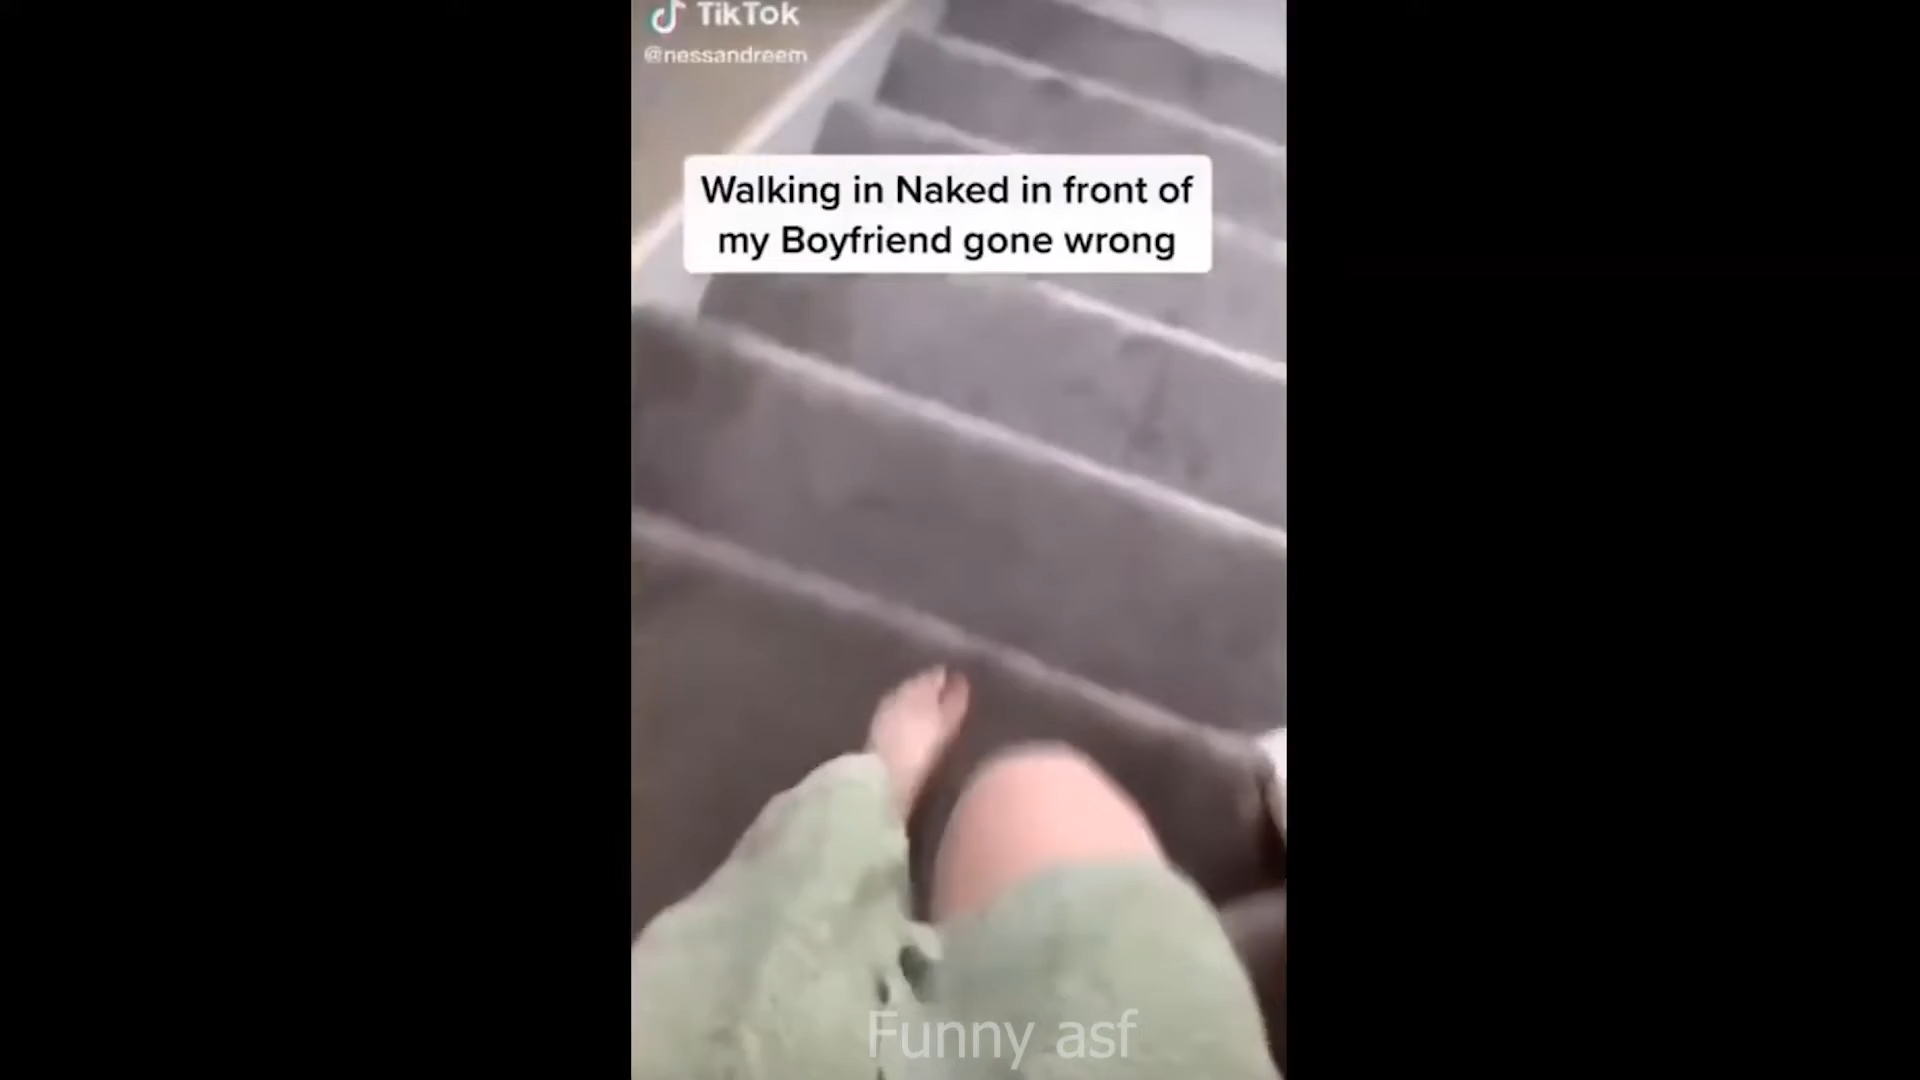 TikTok
@nessandreem
Walking in Naked in front of
my Boyfriend gone wrong
Funny asf